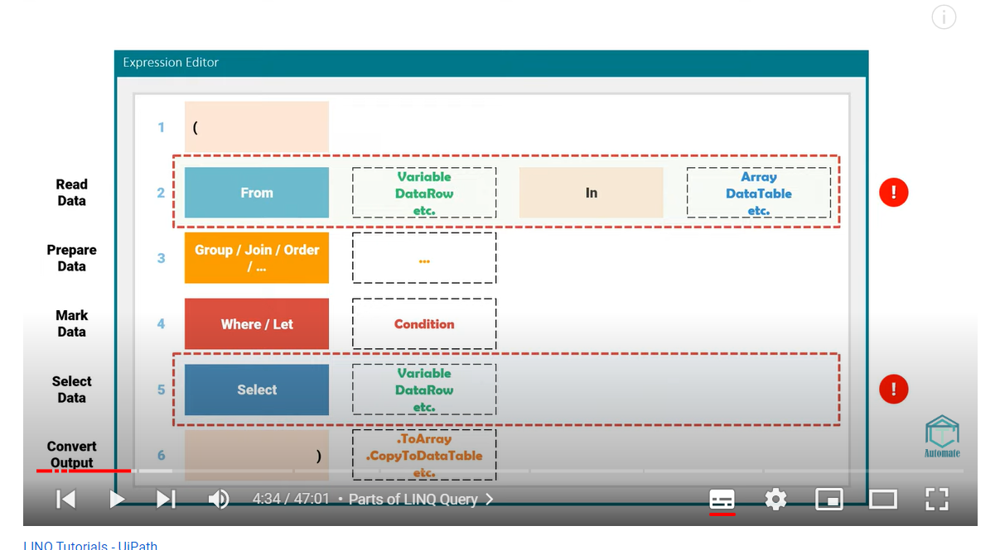 Expression Editor
1 (
Read Data 2 From Variable DataRow etc. In Array DataTable etc. !
Prepare Data 3 Group / Join / Order / ... ...
Mark Data 4 Where / Let Condition
Select Data 5 Select Variable DataRow etc. !
Convert Output 6 ) .ToArray .CopyToDataTable etc.
Automate
4:34 / 47:01 • Parts of LINQ Query >
LINQ Tutorials - UiPath